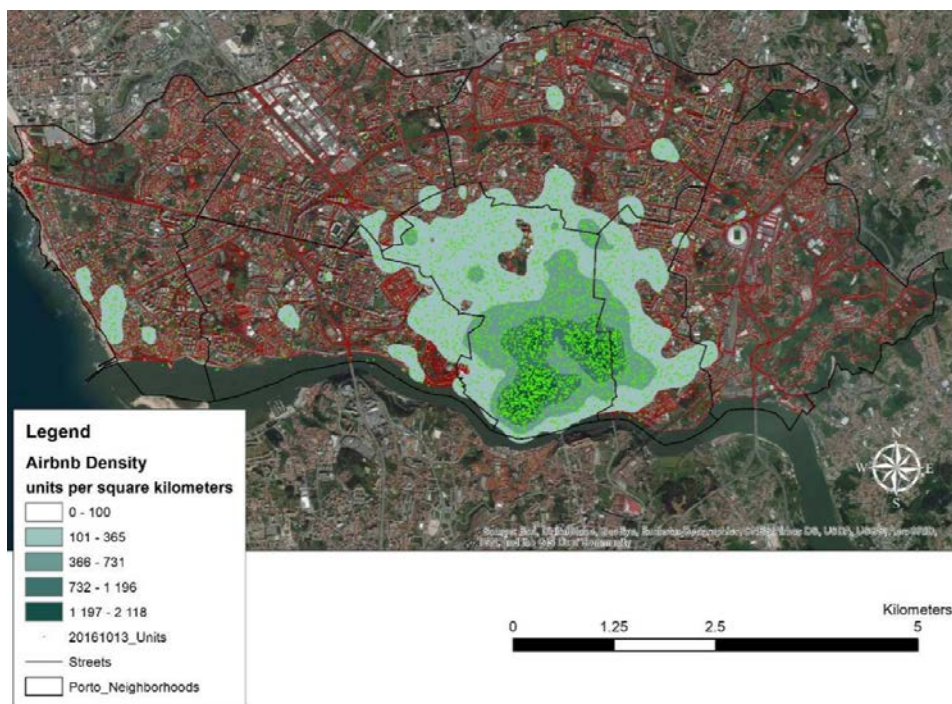 N
W
E
S
Legend
Airbnb Density
units per square kilometers
0 - 100
101 - 365
366 - 731
732 - 1 196
1 197 - 2 118
20161013_Units
Streets
Porto_Neighborhoods
Kilometers
0 1.25 2.5 5